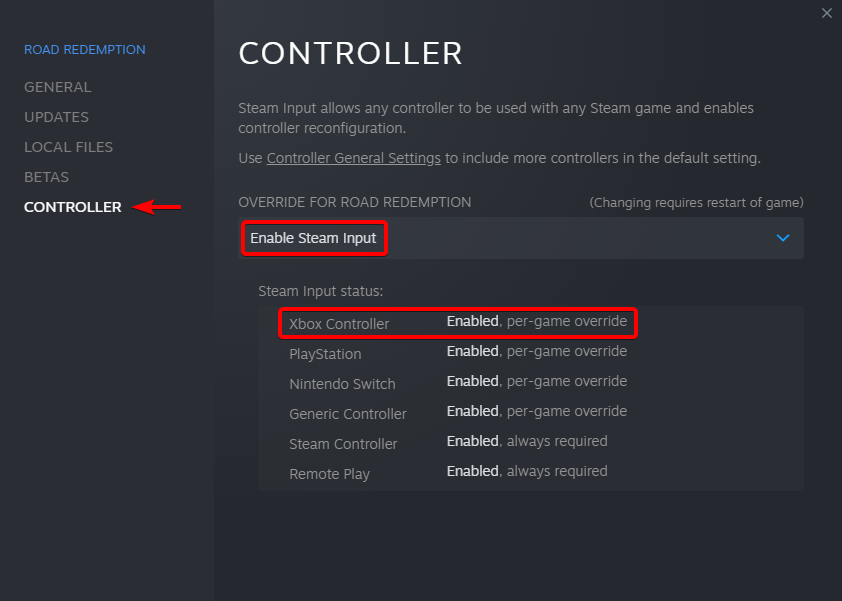 ROAD REDEMPTION
GENERAL
UPDATES
LOCAL FILES
BETAS
CONTROLLER
CONTROLLER
Steam Input allows any controller to be used with any Steam game and enables
controller reconfiguration.
Use Controller General Settings to include more controllers in the default setting.
OVERRIDE FOR ROAD REDEMPTION (Changing requires restart of game)
Enable Steam Input
Steam Input status:
Xbox Controller Enabled, per-game override
PlayStation Enabled, per-game override
Nintendo Switch Enabled, per-game override
Generic Controller Enabled, per-game override
Steam Controller Enabled, always required
Remote Play Enabled, always required